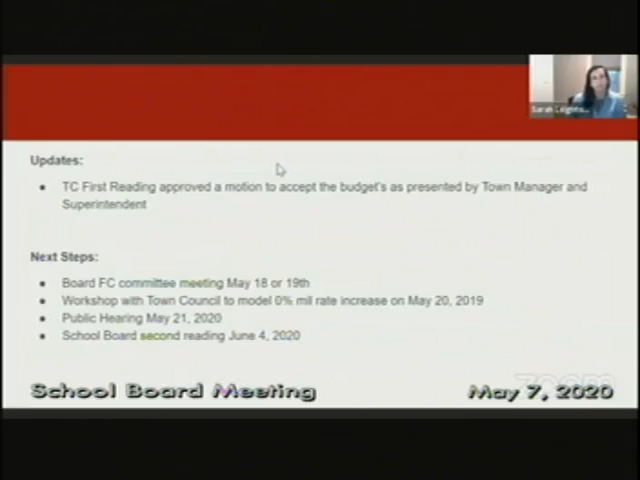 Updates:
TC First Reading approved a motion to accept the budget's as presented by Town Manager and
Superintendent
Next Steps:
Board FC committee meeting May 18 or 19th
Workshop with Town Council to model 0% mil rate increase on May 20, 2019
Public Hearing May 21, 2020
School Board second reading June 4, 2020
School Board Meeting
May 7, 2020
zoom
Sarah